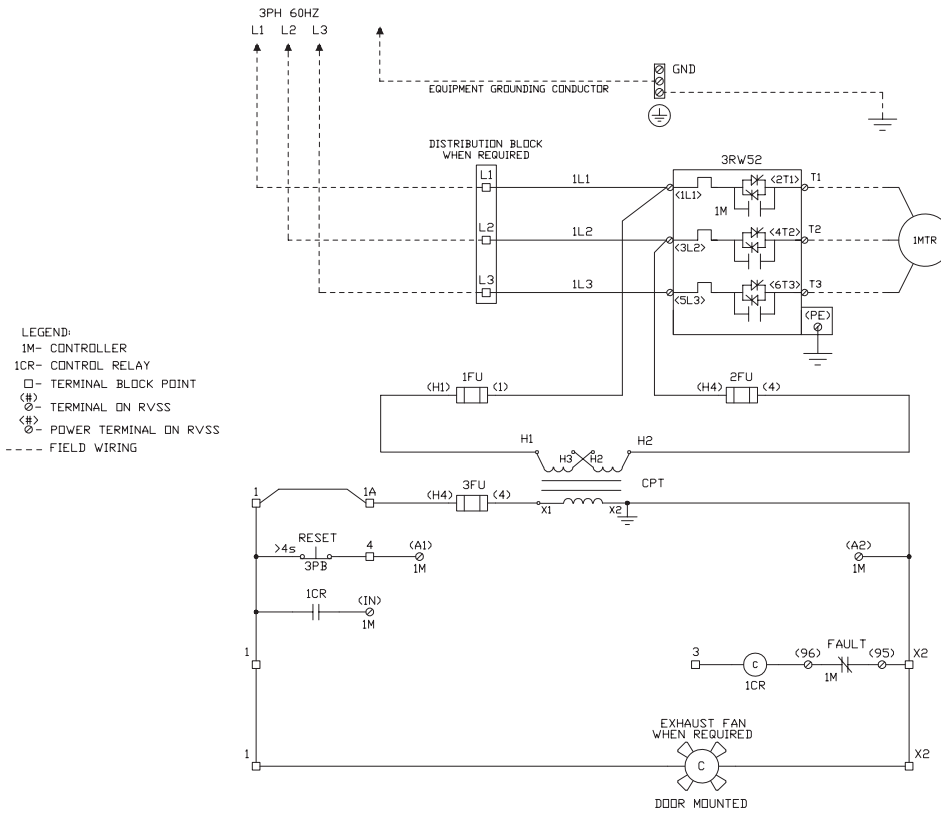 3PH 60HZ
L1 L2 L3
GND
EQUIPMENT GROUNDING CONDUCTOR
DISTRIBUTION BLOCK
WHEN REQUIRED
3RW52
L1 1L1 <1L1> <2T1> T1
1M
L2 1L2 <3L2> <4T2> T2
1MTR
L3 1L3 <5L3> <6T3> T3
(PE)
LEGEND:
1M- CONTROLLER
1CR- CONTROL RELAY
□- TERMINAL BLOCK POINT
(#)
⊘- TERMINAL ON RVSS
<#>
⊘- POWER TERMINAL ON RVSS
---- FIELD WIRING
1FU 2FU
(H1) (1) (H4) (4)
H1 H3 H2 H2
CPT
1 1A (H4) 3FU (4) X1 X2
RESET
>4s 3PB 4 (A1) 1M (A2) 1M
1CR (IN)
1M
1 3 1CR C (96) FAULT 1M (95) X2
EXHAUST FAN
WHEN REQUIRED
1 C X2
DOOR MOUNTED